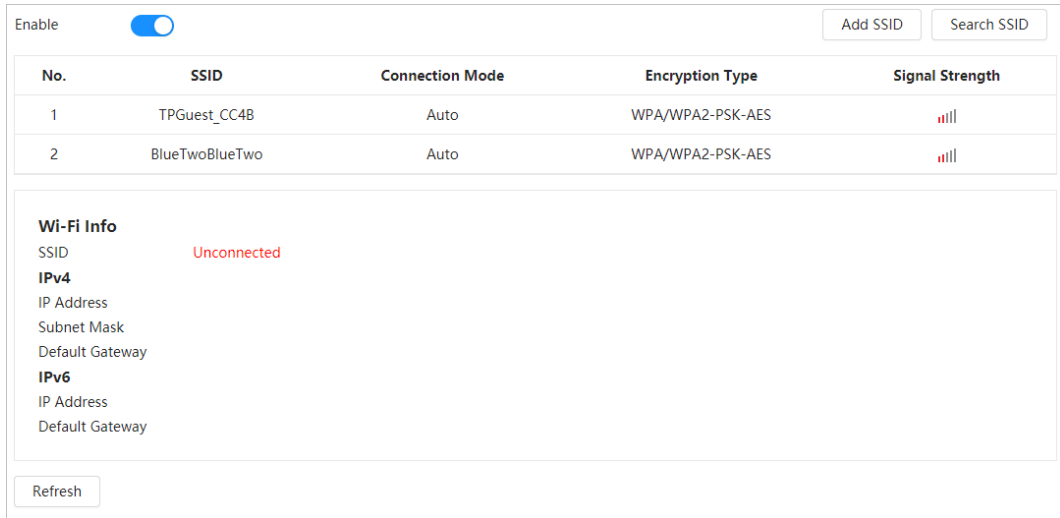 Enable Add SSID Search SSID
No. SSID Connection Mode Encryption Type Signal Strength
1 TPGuest_CC4B Auto WPA/WPA2-PSK-AES
2 BlueTwoBlueTwo Auto WPA/WPA2-PSK-AES
Wi-Fi Info
SSID Unconnected
IPv4
IP Address
Subnet Mask
Default Gateway
IPv6
IP Address
Default Gateway
Refresh